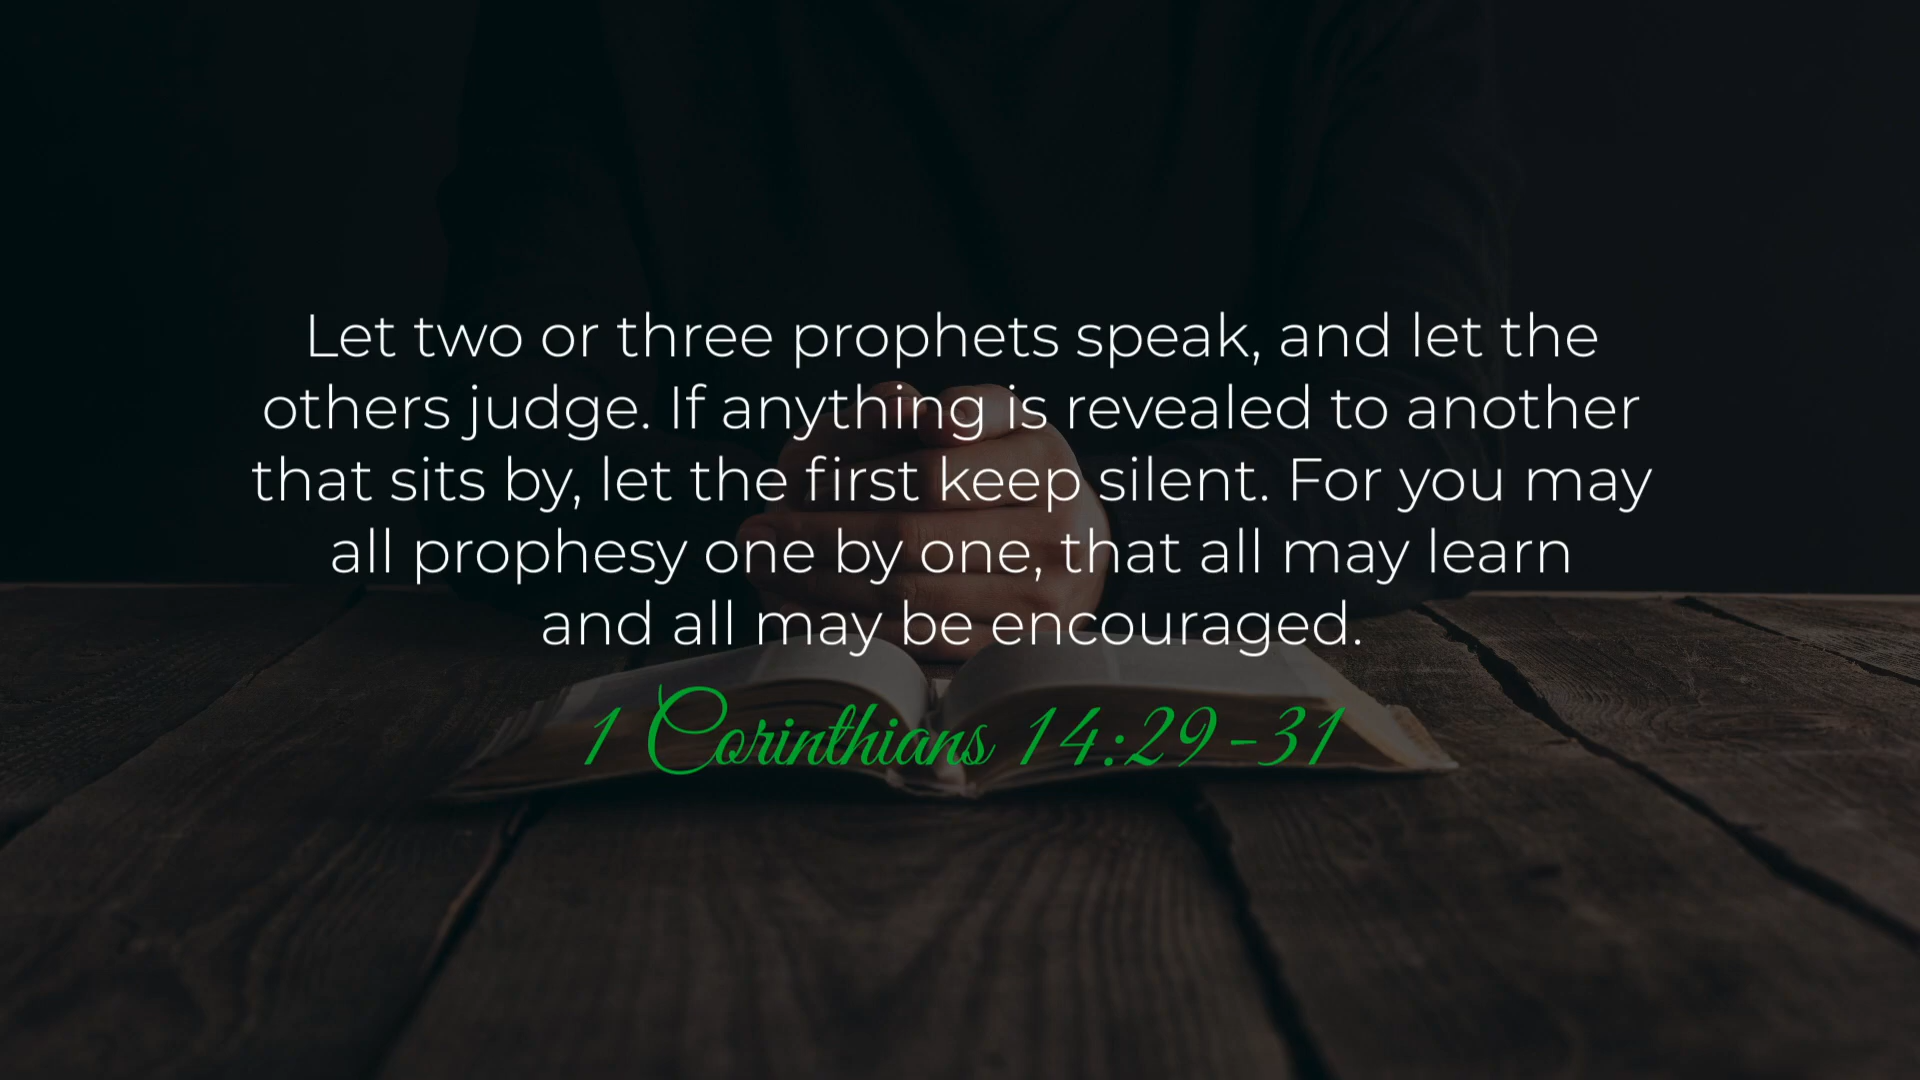 Let two or three prophets speak, and let the
others judge. If anything is revealed to another
that sits by, let the first keep silent. For you may
all prophesy one by one, that all may learn
and all may be encouraged.
1 Corinthians 14:29-31